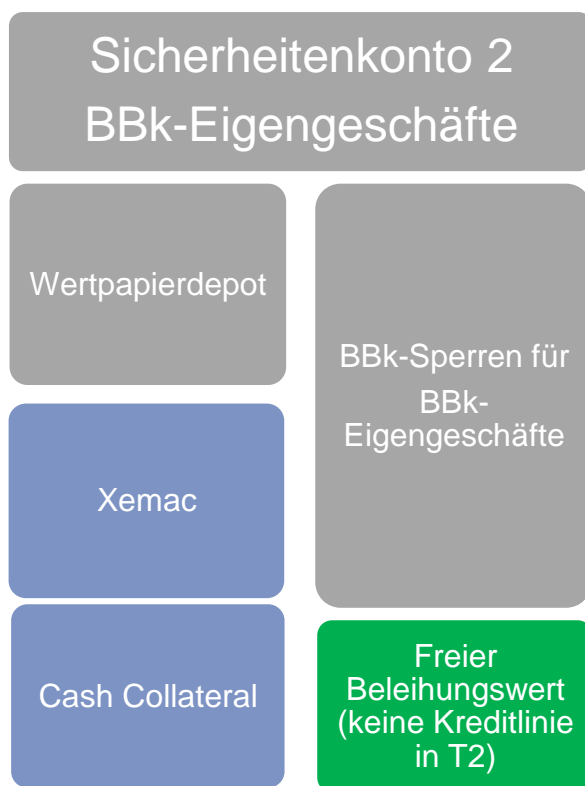 Sicherheitenkonto 2
BBk-Eigengeschäfte
Wertpapierdepot
Xemac
Cash Collateral
BBk-Sperren für
BBk-
Eigengeschäfte
Freier
Beleihungswert
(keine Kreditlinie
in T2)